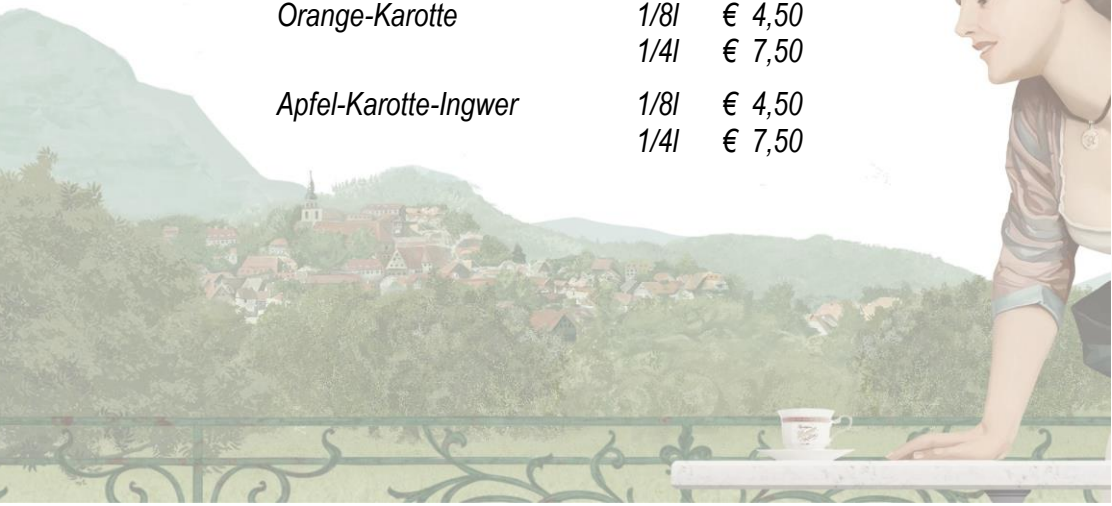 Orange-Karotte 1/8l € 4,50
1/4l € 7,50
Apfel-Karotte-Ingwer 1/8l € 4,50
1/4l € 7,50